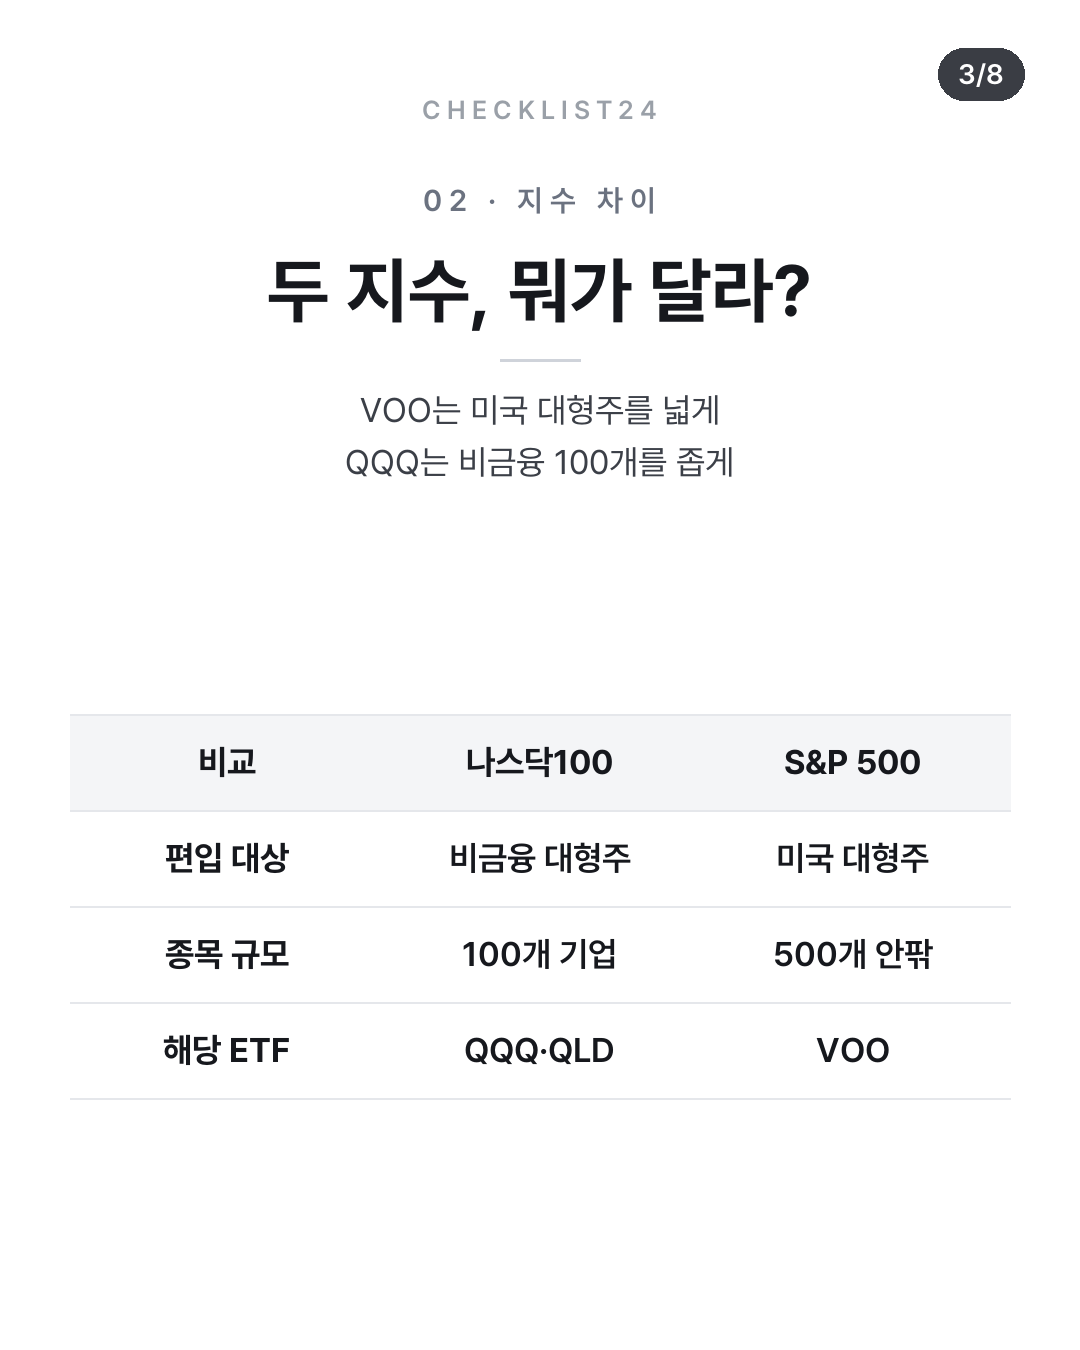 3/8
CHECKLIST24
02 · 지수 차이
두 지수, 뭐가 달라?
VOO는 미국 대형주를 넓게
QQQ는 비금융 100개를 좁게
비교 나스닥100 S&P 500
편입 대상 비금융 대형주 미국 대형주
종목 규모 100개 기업 500개 안팎
해당 ETF QQQ·QLD VOO